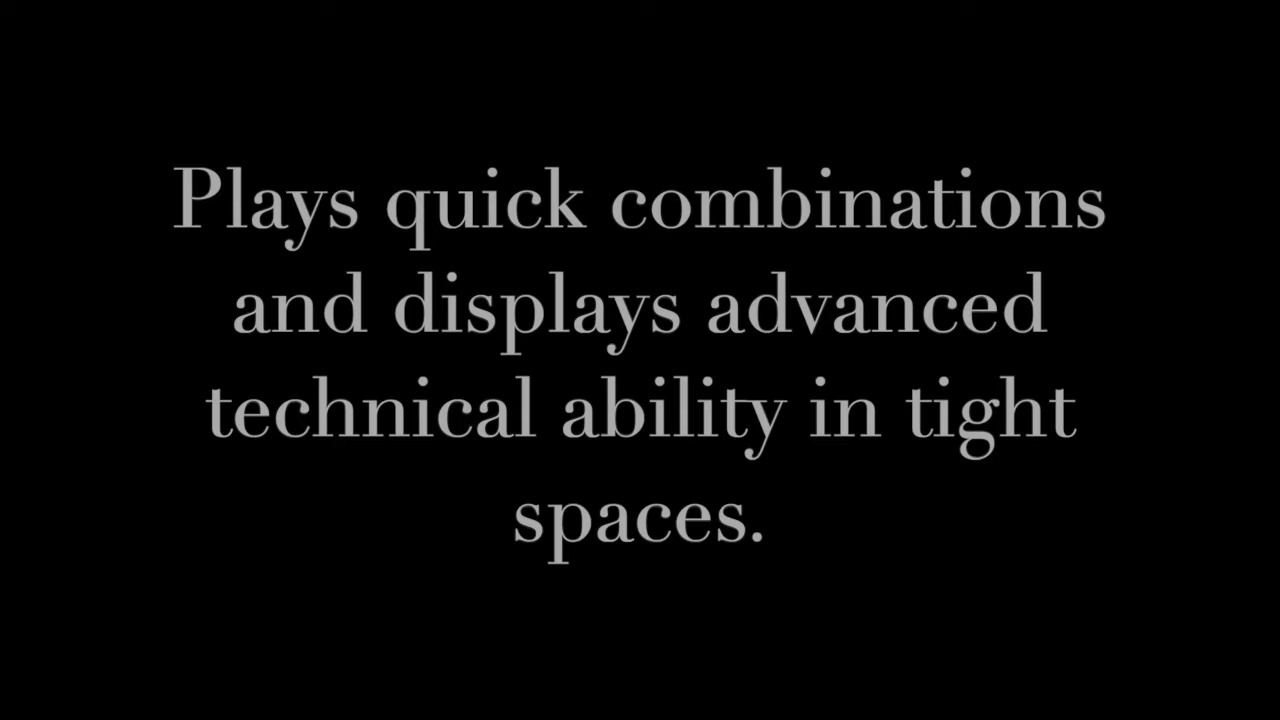 Plays quick combinations
and displays advanced
technical ability in tight
spaces.